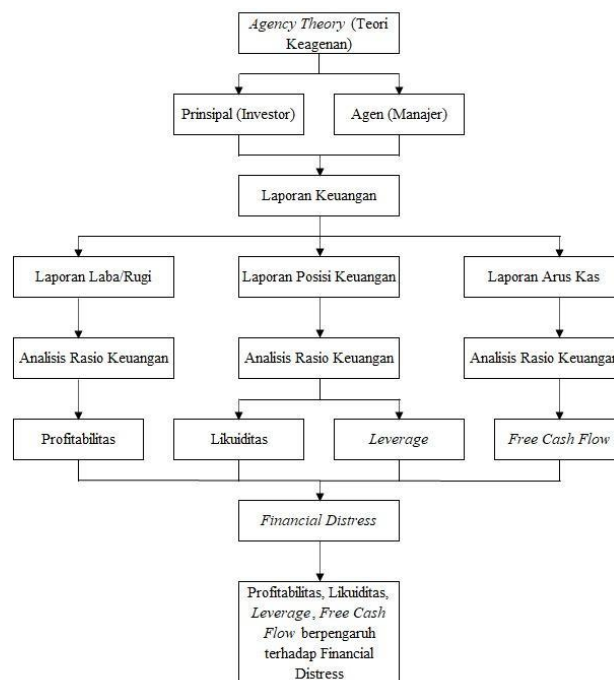 Agency Theory (Teori
Keagenan)
Prinsipal (Investor)
Agen (Manajer)
Laporan Keuangan
Laporan Laba/Rugi
Laporan Posisi Keuangan
Laporan Arus Kas
Analisis Rasio Keuangan
Analisis Rasio Keuangan
Analisis Rasio Keuangan
Profitabilitas
Likuiditas
Leverage
Free Cash Flow
Financial Distress
Profitabilitas, Likuiditas,
Leverage, Free Cash
Flow berpengaruh
terhadap Financial
Distress